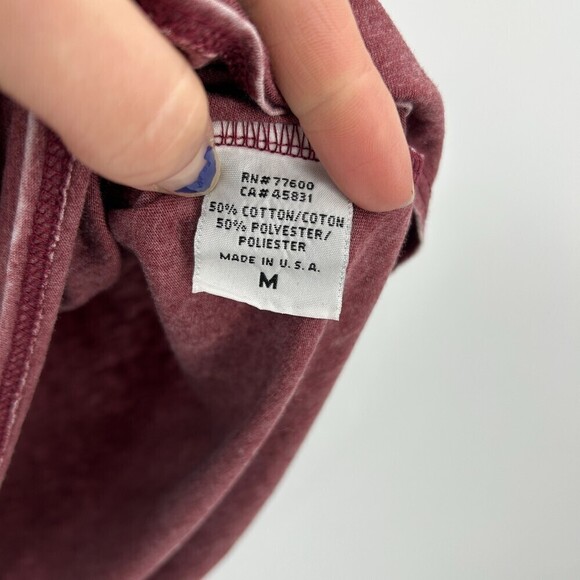 RN# 77600
CA# 45831
50% COTTON/COTON
50% POLYESTER/
POLIESTER
MADE IN U.S.A.
M